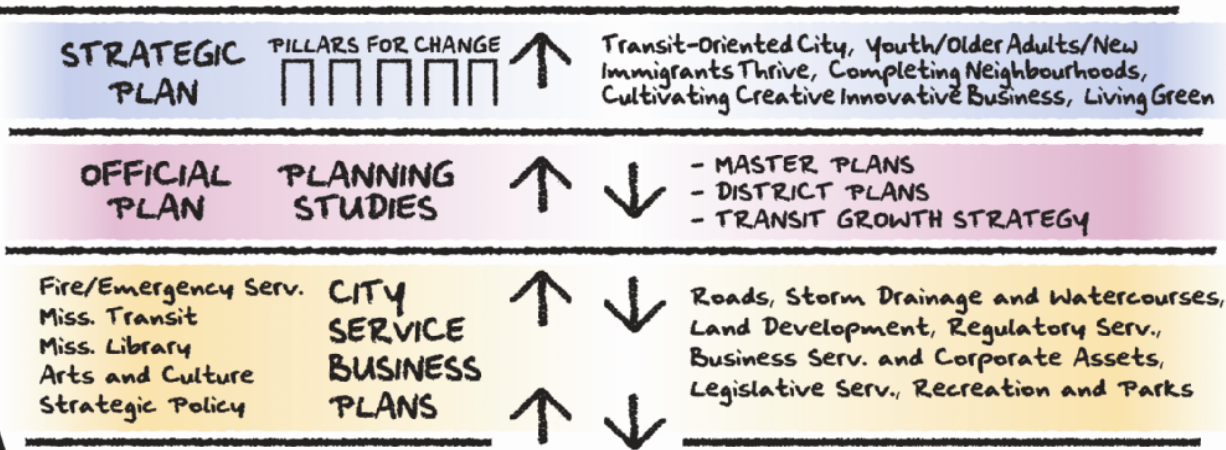 STRATEGIC
PLAN
PILLARS FOR CHANGE
Transit-Oriented City, Youth/Older Adults/New
Immigrants Thrive, Completing Neighbourhoods,
Cultivating Creative Innovative Business, Living Green
OFFICIAL
PLAN
PLANNING
STUDIES
- MASTER PLANS
- DISTRICT PLANS
- TRANSIT GROWTH STRATEGY
Fire/Emergency Serv.
Miss. Transit
Miss. Library
Arts and Culture
Strategic Policy
CITY
SERVICE
BUSINESS
PLANS
Roads, Storm Drainage and Watercourses,
Land Development, Regulatory Serv.,
Business Serv. and Corporate Assets,
Legislative Serv., Recreation and Parks